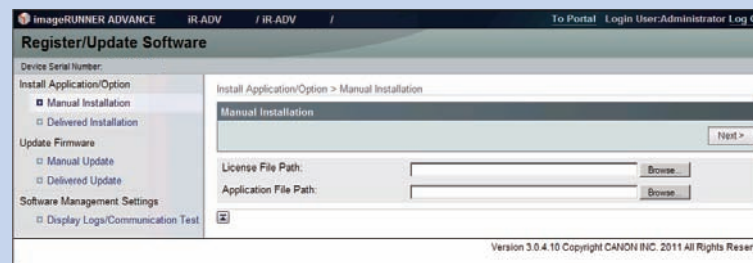 imageRUNNER ADVANCE iR-ADV / iR-ADV / To Portal Login User:Administrator Log
Register/Update Software
Device Serial Number:
Install Application/Option
Manual Installation
Delivered Installation
Update Firmware
Manual Update
Delivered Update
Software Management Settings
Display Logs/Communication Test
Install Application/Option > Manual Installation
Manual Installation
Next >
License File Path: Browse...
Application File Path: Browse...
Version 3.0.4.10 Copyright CANON INC. 2011 All Rights Reser